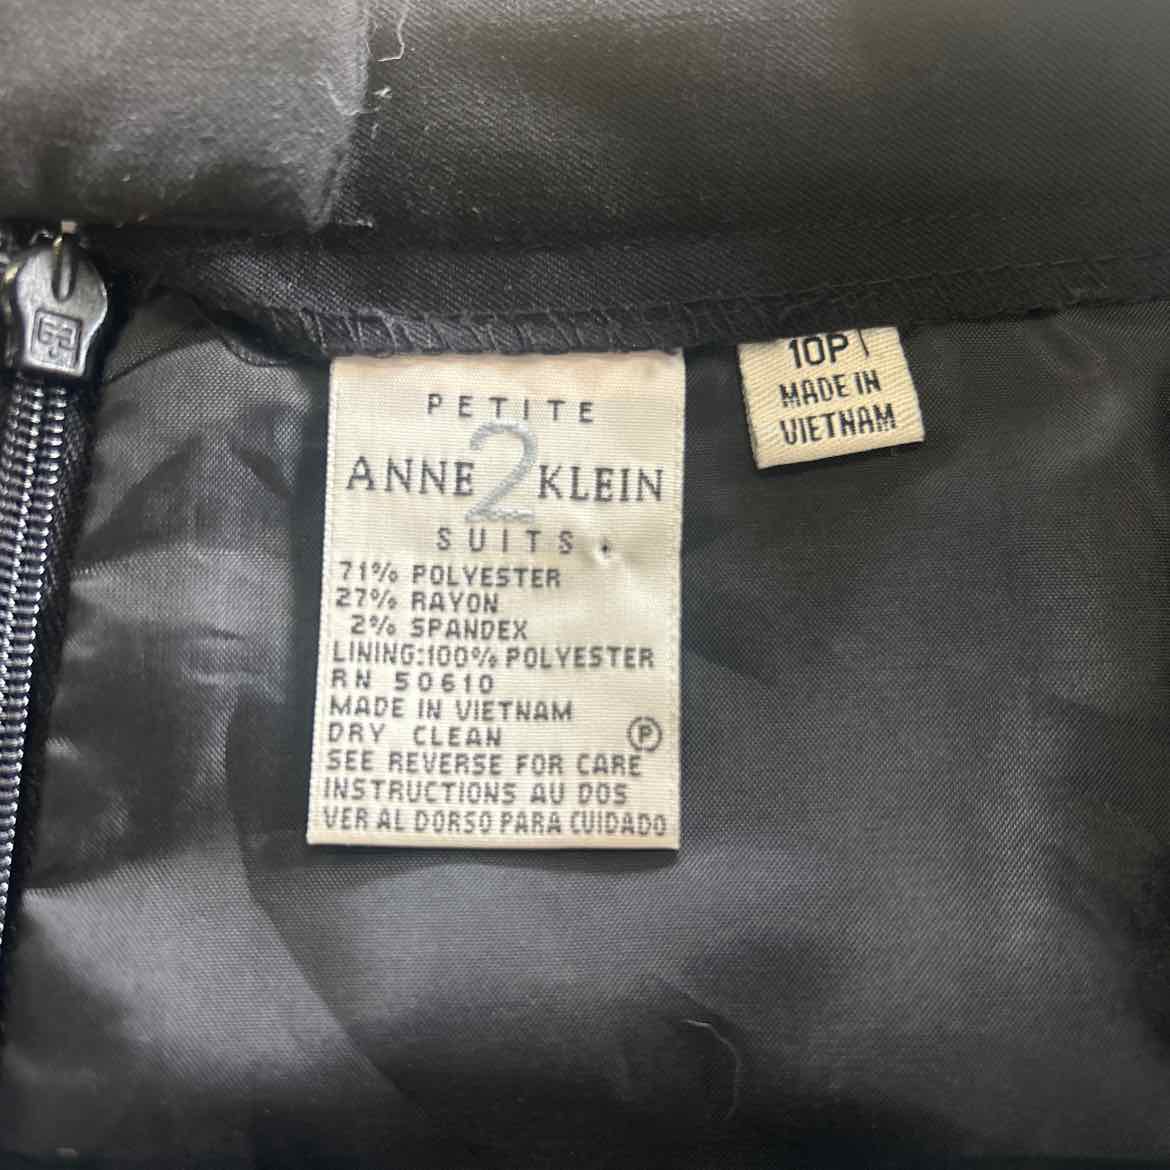 PETITE
ANNE 2 KLEIN
SUITS
71% POLYESTER
27% RAYON
2% SPANDEX
LINING:100% POLYESTER
RN 50610
MADE IN VIETNAM
DRY CLEAN Ⓟ
SEE REVERSE FOR CARE
INSTRUCTIONS AU DOS
VER AL DORSO PARA CUIDADO
10P
MADE IN
VIETNAM